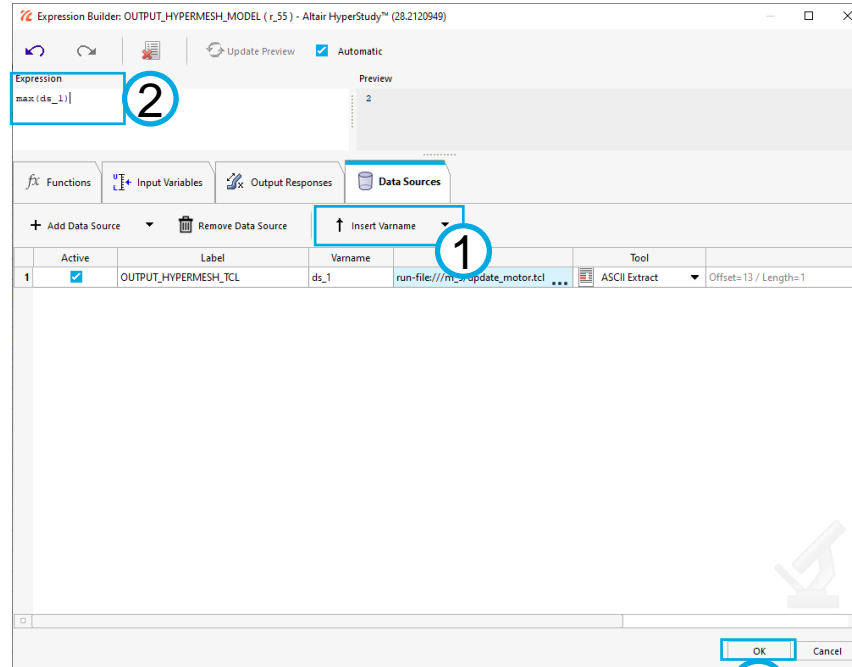 Expression Builder: OUTPUT_HYPERMESH_MODEL ( r_55 ) - Altair HyperStudy™ (28.2120949)
Update Preview Automatic
Expression Preview
max(ds_1) 2
2
fx Functions Input Variables Output Responses Data Sources
Add Data Source Remove Data Source Insert Varname
1
Active Label Varname Tool
1 OUTPUT_HYPERMESH_TCL ds_1 run-file:///m_3/update_motor.tcl ... ASCII Extract Offset=13 / Length=1
OK Cancel